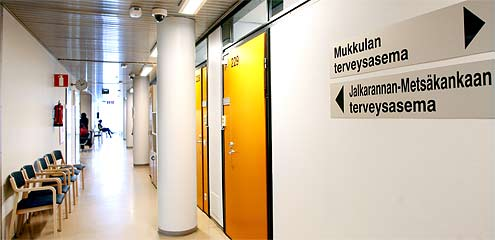 Mukkulan
terveysasema
Jalkarannan-Metsäkankaan
terveysasema
229